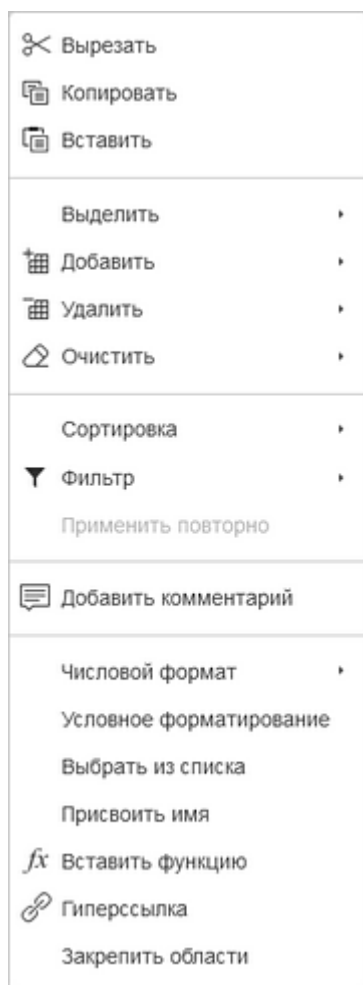 Вырезать
Копировать
Вставить
Выделить
Добавить
Удалить
Очистить
Сортировка
Фильтр
Применить повторно
Добавить комментарий
Числовой формат
Условное форматирование
Выбрать из списка
Присвоить имя
fx Вставить функцию
Гиперссылка
Закрепить области